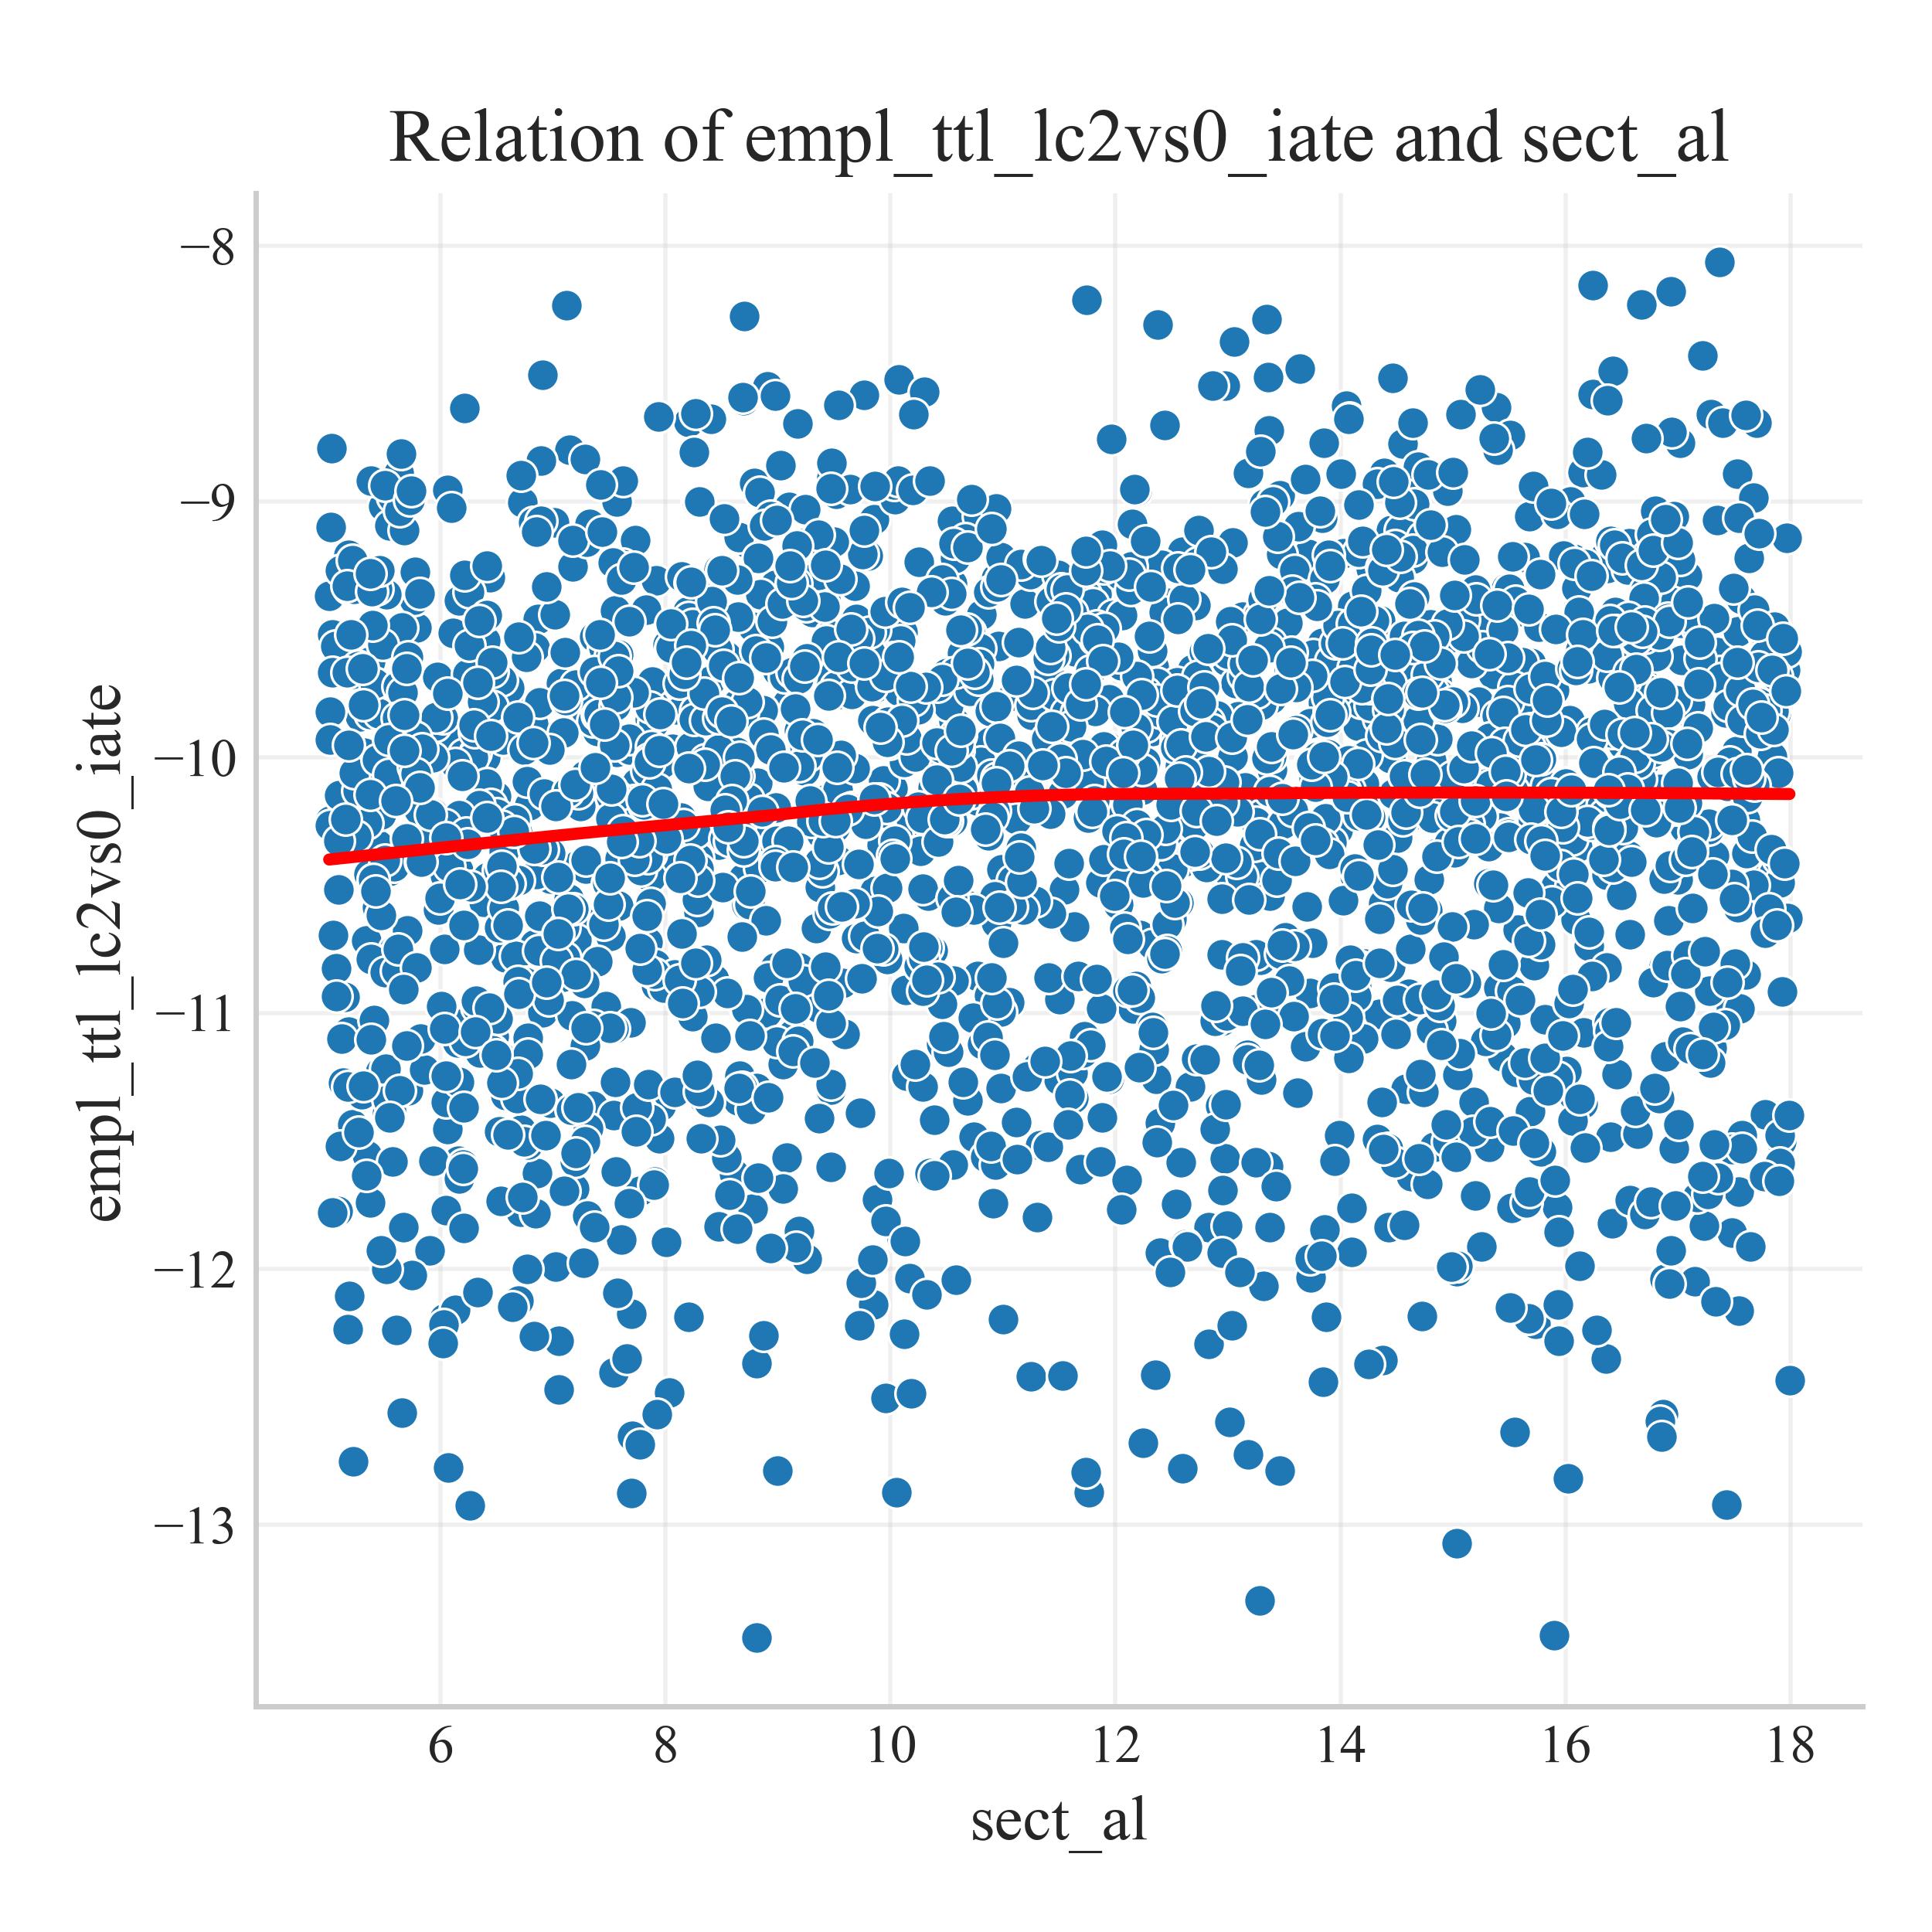 Relation of empl_ttl_lc2vs0_iate and sect_al
empl_ttl_lc2vs0_iate
−8
−9
−10
−11
−12
−13
6 8 10 12 14 16 18
sect_al